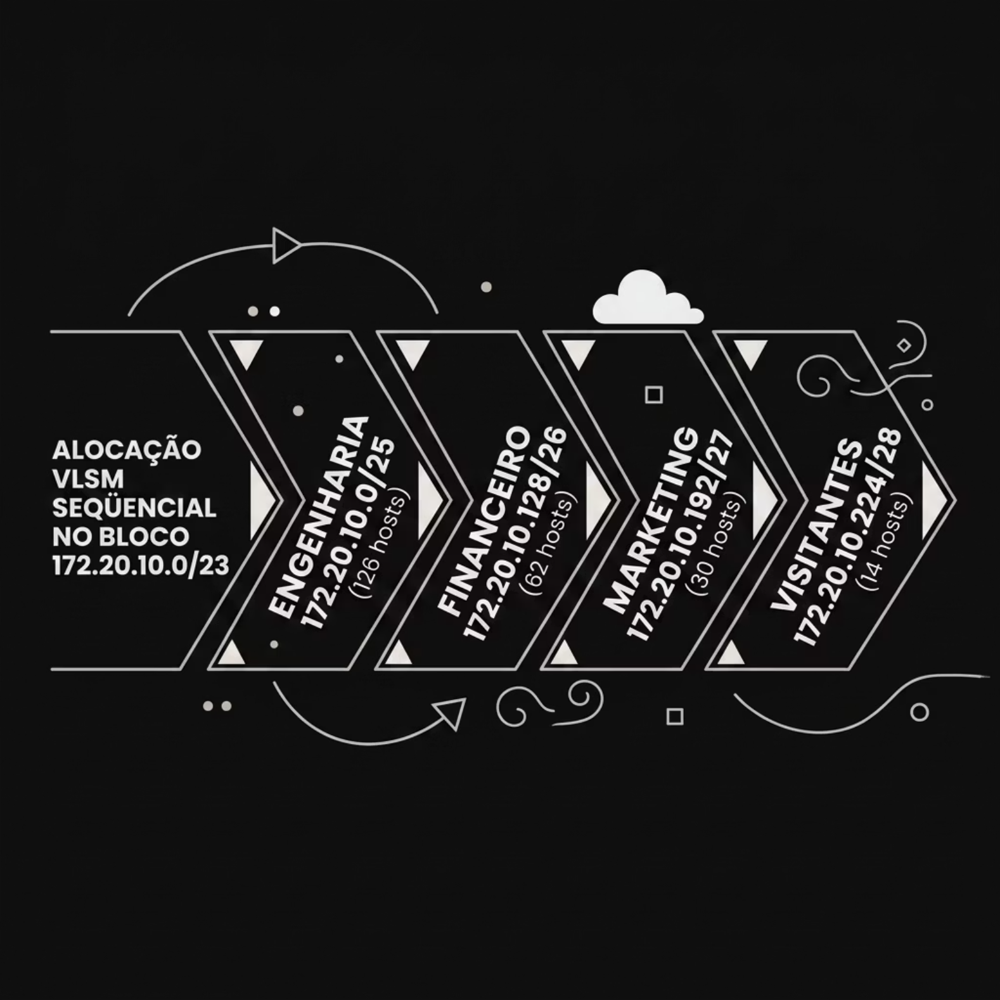 ALOCAÇÃO
VLSM
SEQÜENCIAL
NO BLOCO
172.20.10.0/23
ENGENHARIA
172.20.10.0/25
(126 hosts)
FINANCEIRO
172.20.10.128/26
(62 hosts)
MARKETING
172.20.10.192/27
(30 hosts)
VISITANTES
172.20.10.224/28
(14 hosts)